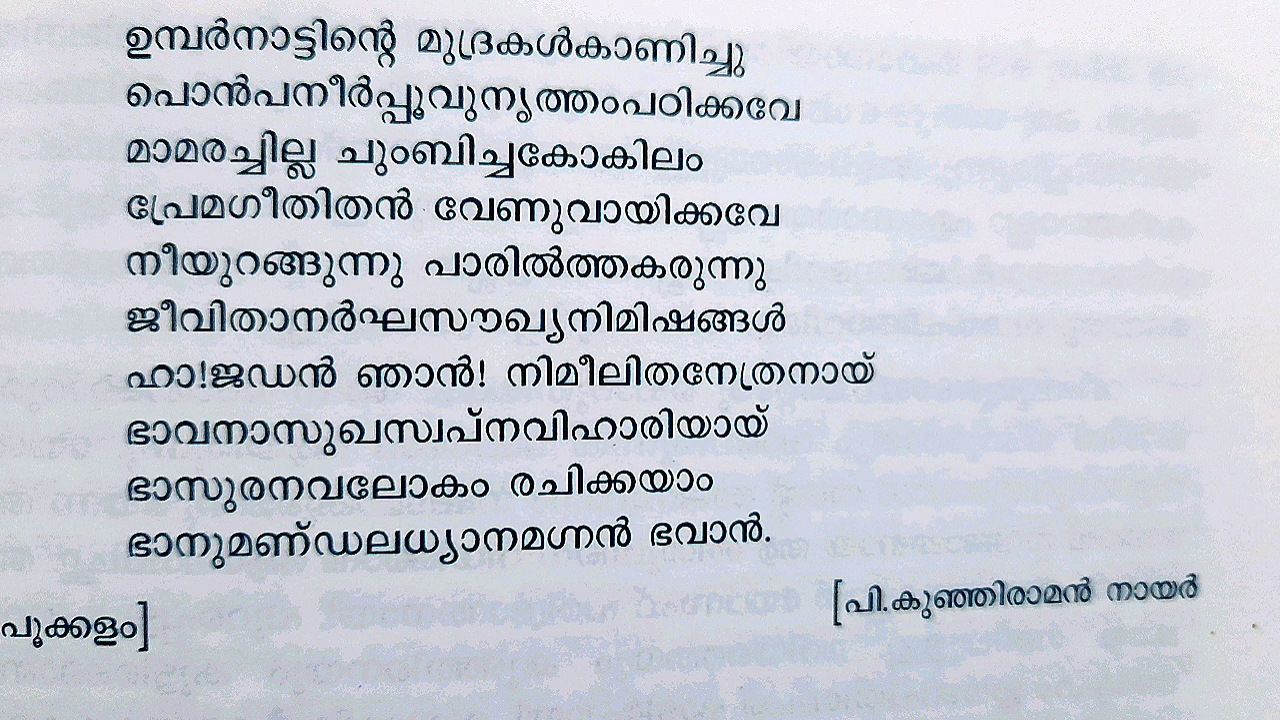 ഉമ്പർനാട്ടിന്റെ മുദ്രകൾകാണിച്ചു
പൊൻപനീർപ്പൂവുനൃത്തംപഠിക്കവേ
മാമരച്ചില്ല ചുംബിച്ചകോകിലം
പ്രേമഗീതിതൻ വേണുവായിക്കവേ
നീയുറങ്ങുന്നു പാരിൽത്തകരുന്നു
ജീവിതാനർഘസൗഖ്യനിമിഷങ്ങൾ
ഹാ!ജഡൻ ഞാൻ! നിമീലിതനേത്രനായ്
ഭാവനാസുഖസ്വപ്നവിഹാരിയായ്
ഭാസുരനവലോകം രചിക്കയാം
ഭാനുമണ്ഡലധ്യാനമഗ്നൻ ഭവാൻ.
[പി.കുഞ്ഞിരാമൻ നായർ
പൂക്കളം]